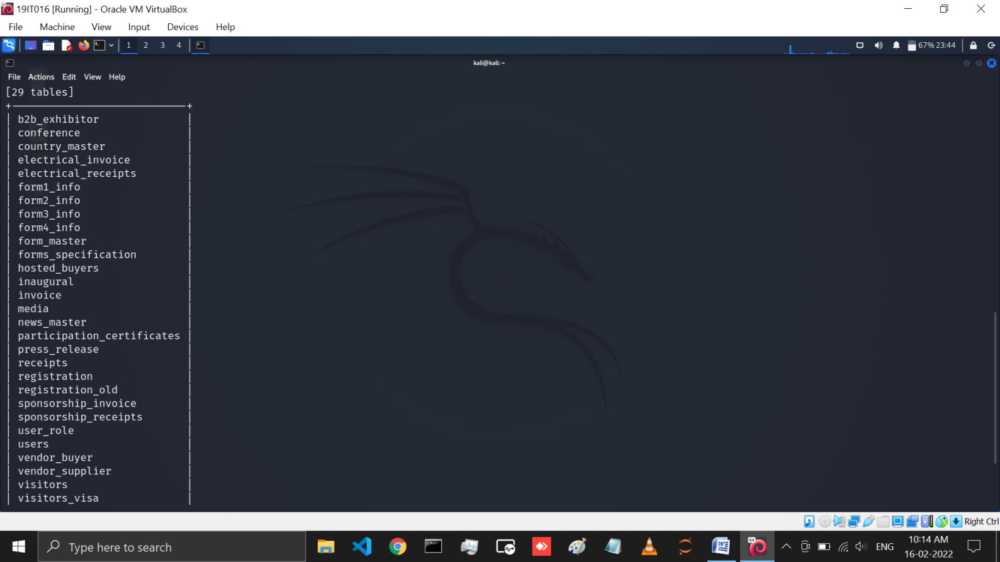 19IT016 [Running] - Oracle VM VirtualBox
File Machine View Input Devices Help
1 2 3 4 67% 23:44
kali@kali: ~
File Actions Edit View Help
[29 tables]
b2b_exhibitor
conference
country_master
electrical_invoice
electrical_receipts
form1_info
form2_info
form3_info
form4_info
form_master
forms_specification
hosted_buyers
inaugural
invoice
media
news_master
participation_certificates
press_release
receipts
registration
registration_old
sponsorship_invoice
sponsorship_receipts
user_role
users
vendor_buyer
vendor_supplier
visitors
visitors_visa
Right Ctrl
Type here to search
ENG
10:14 AM
16-02-2022